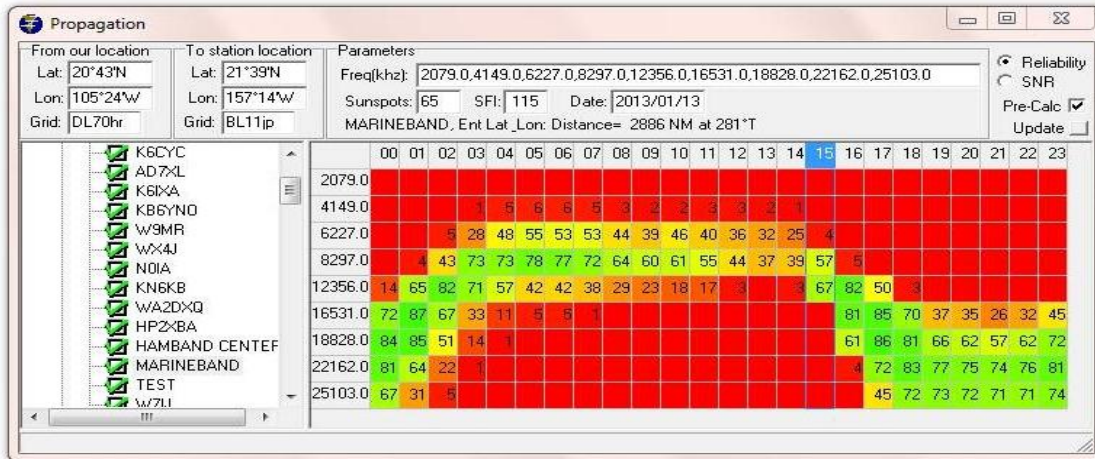 Propagation
From our location
Lat: 20°43'N
Lon: 105°24'W
Grid: DL70hr
To station location
Lat: 21°39'N
Lon: 157°14'W
Grid: BL11jp
Parameters
Freq(khz): 2079.0,4149.0,6227.0,8297.0,12356.0,16531.0,18828.0,22162.0,25103.0
Sunspots: 65 SFI: 115 Date: 2013/01/13
MARINEBAND, Ent Lat_Lon: Distance= 2886 NM at 281°T
Reliability
SNR
Pre-Calc
Update
K6CYC
AD7XL
K6IXA
KB6YNO
W9MR
WX4J
N0IA
KN6KB
WA2DXQ
HP2XBA
HAMBAND CENTER
MARINEBAND
TEST
00 01 02 03 04 05 06 07 08 09 10 11 12 13 14 15 16 17 18 19 20 21 22 23
2079.0
4149.0 1 5 6 6 5 3 2 2 3 3 2 1
6227.0 5 28 48 55 53 53 44 39 46 40 36 32 25 4
8297.0 4 43 73 73 78 77 72 64 60 61 55 44 37 39 57 5
12356.0 14 65 82 71 57 42 42 38 29 23 18 17 3 3 67 82 50 3
16531.0 72 87 67 33 11 5 5 1 81 85 70 37 35 26 32 45
18828.0 84 85 51 14 1 61 86 81 66 62 57 62 72
22162.0 81 64 22 1 4 72 83 77 75 74 76 81
25103.0 67 31 5 45 72 73 72 71 71 74